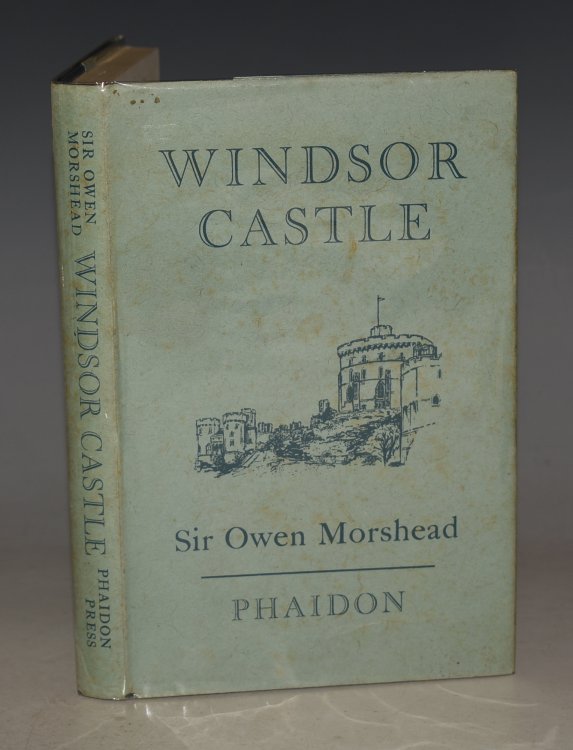 SIR OWEN
MORSHEAD
WINDSOR CASTLE
PHAIDON
PRESS
WINDSOR
CASTLE
Sir Owen Morshead
PHAIDON